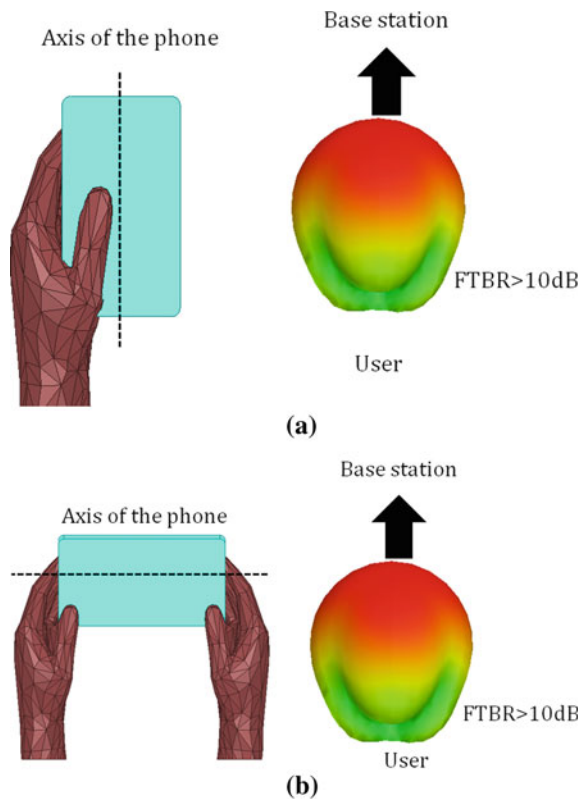 Axis of the phone
Base station
FTBR>10dB
User
(a)
Base station
Axis of the phone
FTBR>10dB
User
(b)